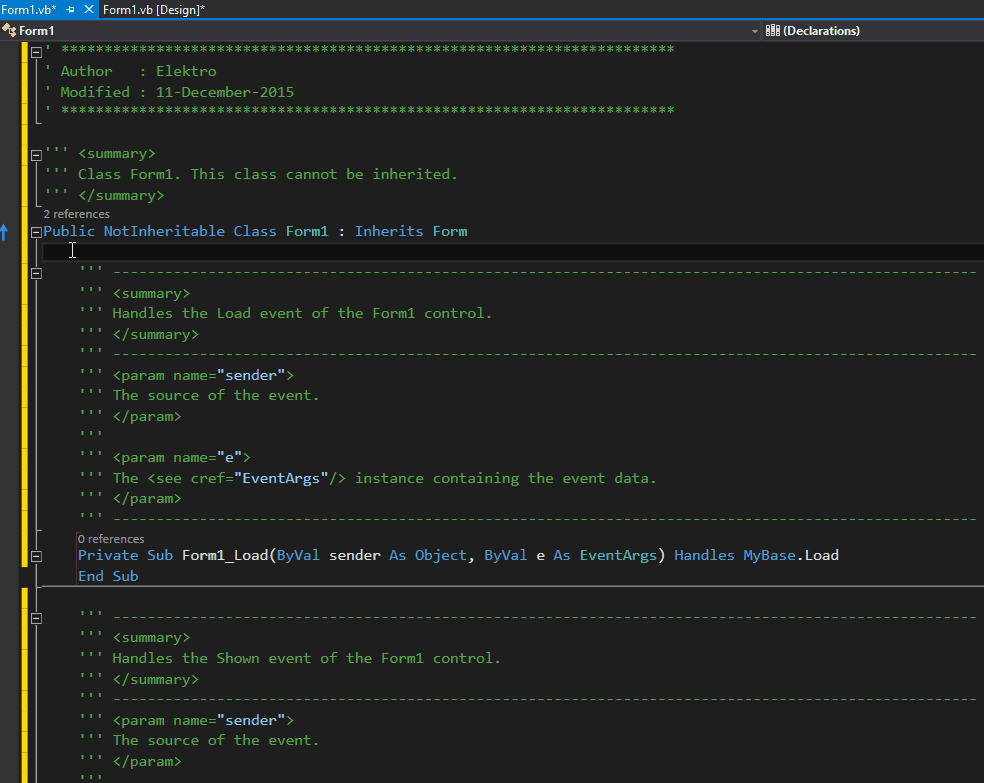 Form1.vb* Form1.vb [Design]*
Form1 (Declarations)
' ***********************************************************************
' Author   : Elektro
' Modified : 11-December-2015
' ***********************************************************************
''' <summary>
''' Class Form1. This class cannot be inherited.
''' </summary>
2 references
Public NotInheritable Class Form1 : Inherits Form
''' ----------------------------------------------------------------------------------------------------
''' <summary>
''' Handles the Load event of the Form1 control.
''' </summary>
''' ----------------------------------------------------------------------------------------------------
''' <param name="sender">
''' The source of the event.
''' </param>
'''
''' <param name="e">
''' The <see cref="EventArgs"/> instance containing the event data.
''' </param>
''' ----------------------------------------------------------------------------------------------------
0 references
Private Sub Form1_Load(ByVal sender As Object, ByVal e As EventArgs) Handles MyBase.Load
End Sub
''' ----------------------------------------------------------------------------------------------------
''' <summary>
''' Handles the Shown event of the Form1 control.
''' </summary>
''' ----------------------------------------------------------------------------------------------------
''' <param name="sender">
''' The source of the event.
''' </param>
'''